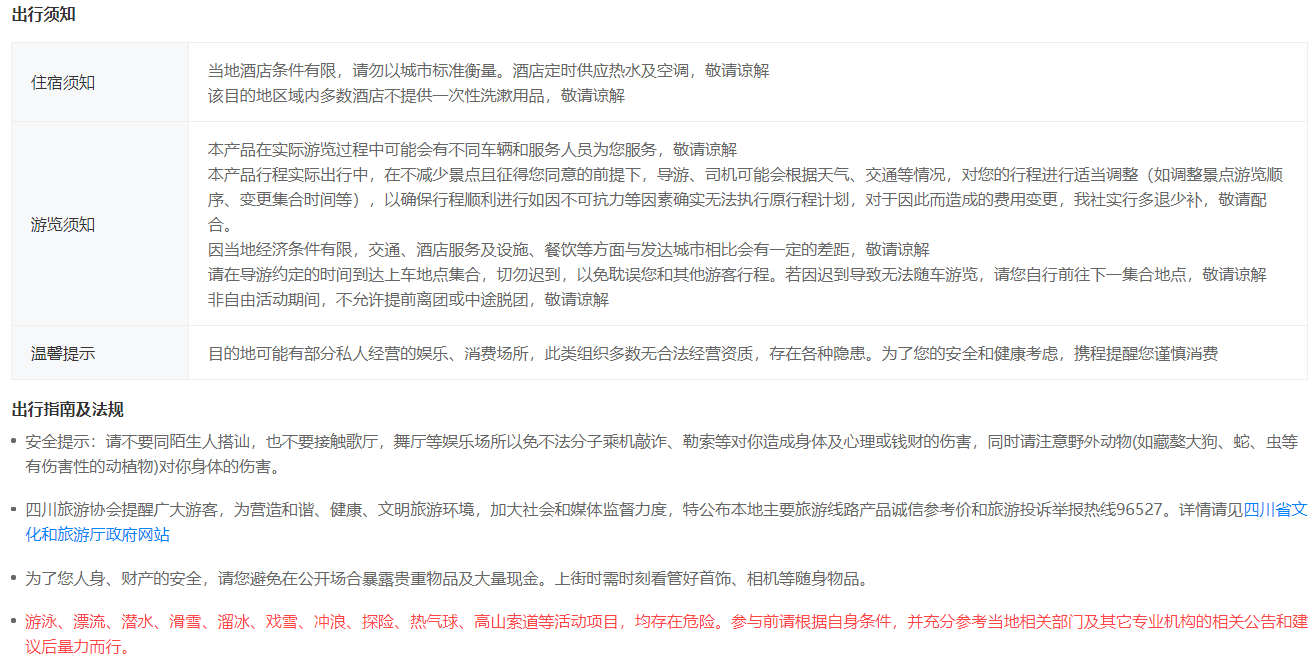 出行须知
住宿须知
当地酒店条件有限，请勿以城市标准衡量。酒店定时供应热水及空调，敬请谅解
该目的地区域内多数酒店不提供一次性洗漱用品，敬请谅解
游览须知
本产品在实际游览过程中可能会有不同车辆和服务人员为您服务，敬请谅解
本产品行程实际出行中，在不减少景点且征得您同意的前提下，导游、司机可能会根据天气、交通等情况，对您的行程进行适当调整（如调整景点游览顺
序、变更集合时间等），以确保行程顺利进行如因不可抗力等因素确实无法执行原行程计划，对于因此而造成的费用变更，我社实行多退少补，敬请配
合。
因当地经济条件有限，交通、酒店服务及设施、餐饮等方面与发达城市相比会有一定的差距，敬请谅解
请在导游约定的时间到达上车地点集合，切勿迟到，以免耽误您和其他游客行程。若因迟到导致无法随车游览，请您自行前往下一集合地点，敬请谅解
非自由活动期间，不允许提前离团或中途脱团，敬请谅解
温馨提示
目的地可能有部分私人经营的娱乐、消费场所，此类组织多数无合法经营资质，存在各种隐患。为了您的安全和健康考虑，携程提醒您谨慎消费
出行指南及法规
• 安全提示：请不要同陌生人搭讪，也不要接触歌厅，舞厅等娱乐场所以免不法分子乘机敲诈、勒索等对你造成身体及心理或钱财的伤害，同时请注意野外动物(如藏獒大狗、蛇、虫等
有伤害性的动植物)对你身体的伤害。
• 四川旅游协会提醒广大游客，为营造和谐、健康、文明旅游环境，加大社会和媒体监督力度，特公布本地主要旅游线路产品诚信参考价和旅游投诉举报热线96527。详情请见四川省文
化和旅游厅政府网站
• 为了您人身、财产的安全，请您避免在公开场合暴露贵重物品及大量现金。上街时需时刻看管好首饰、相机等随身物品。
• 游泳、漂流、潜水、滑雪、溜冰、戏雪、冲浪、探险、热气球、高山索道等活动项目，均存在危险。参与前请根据自身条件，并充分参考当地相关部门及其它专业机构的相关公告和建
议后量力而行。